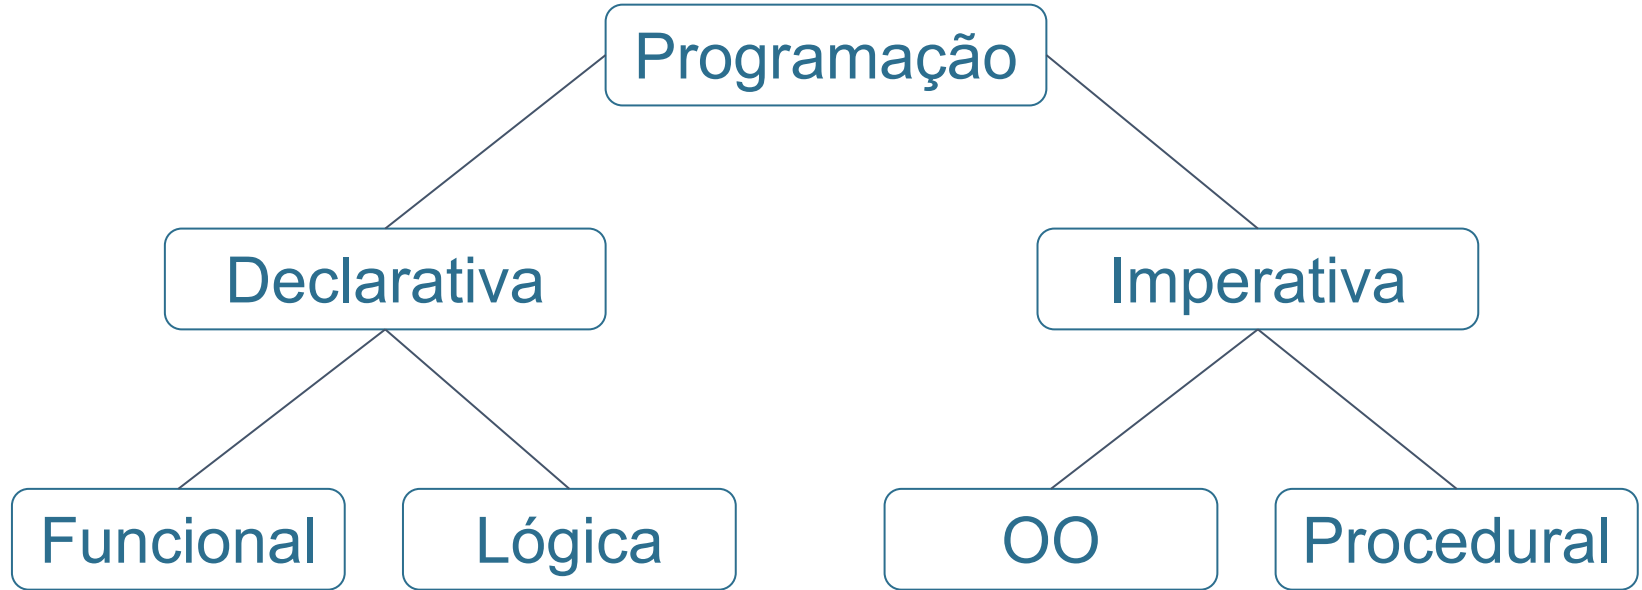 Programação
Declarativa
Imperativa
Funcional
Lógica
OO
Procedural